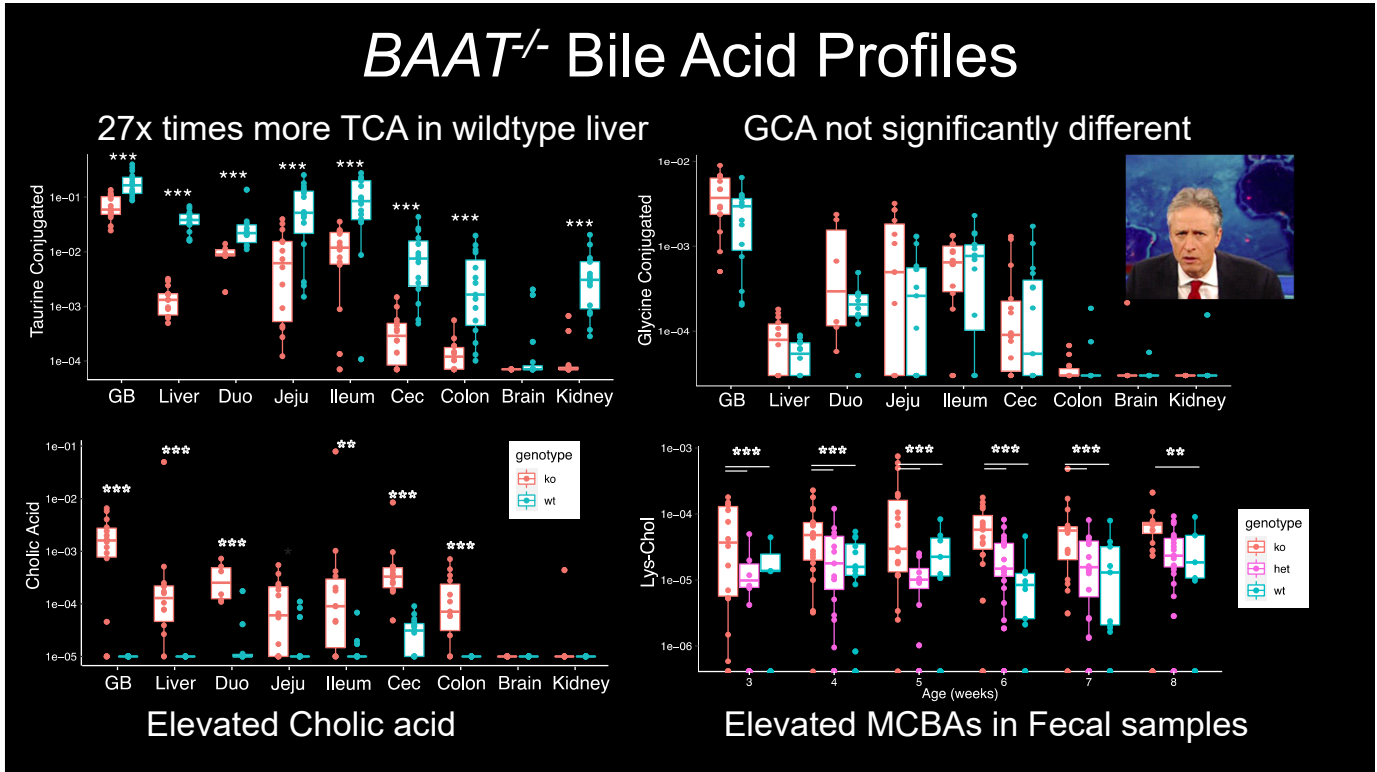 BAAT-/- Bile Acid Profiles
27x times more TCA in wildtype liver
GCA not significantly different
Taurine Conjugated
1e-01
1e-02
1e-03
1e-04
*** *** *** *** *** *** *** ***
GB Liver Duo Jeju Ileum Cec Colon Brain Kidney
Glycine Conjugated
1e-02
1e-03
1e-04
GB Liver Duo Jeju Ileum Cec Colon Brain Kidney
Cholic Acid
1e-01
1e-02
1e-03
1e-04
1e-05
*** *** *** * ** *** ***
genotype
ko
wt
GB Liver Duo Jeju Ileum Cec Colon Brain Kidney
Elevated Cholic acid
Lys-Chol
1e-03
1e-04
1e-05
1e-06
*** *** *** *** *** **
genotype
ko
het
wt
3 4 5 6 7 8
Age (weeks)
Elevated MCBAs in Fecal samples